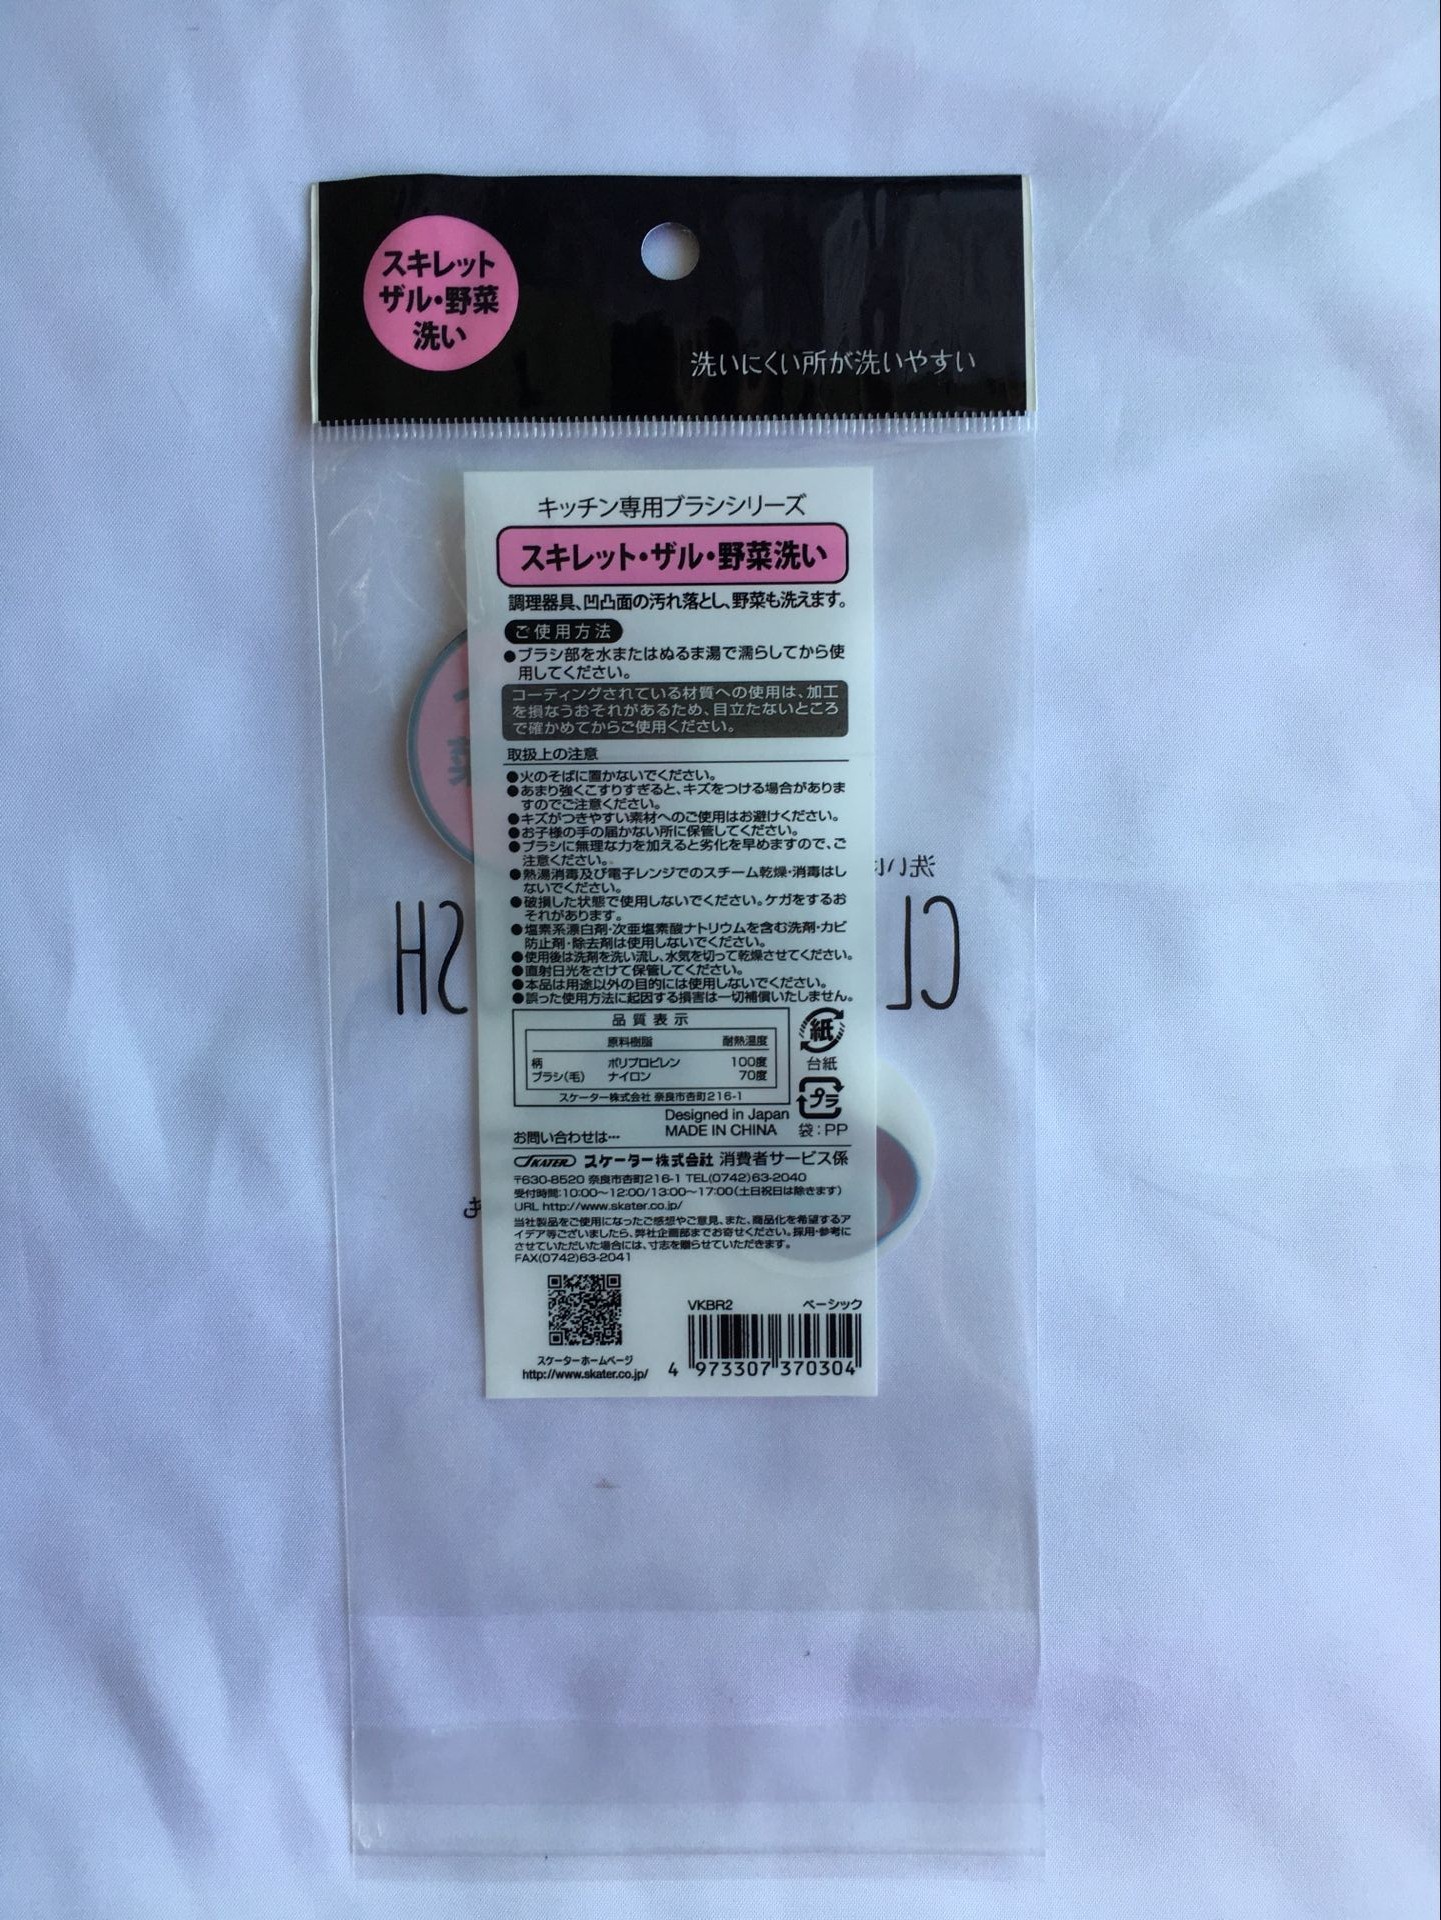 スキレット
ザル・野菜
洗い
洗いにくい所が洗いやすい
キッチン専用ブラシシリーズ
スキレット・ザル・野菜洗い
調理器具、凹凸面の汚れ落とし、野菜も洗えます。
ご使用方法
●ブラシ部を水またはぬるま湯で濡らしてから使
用してください。
コーティングされている材質への使用は、加工
を損なうおそれがあるため、目立たないところ
で確かめてからご使用ください。
取扱上の注意
●火のそばに置かないでください。
●あまり強くこすりすぎると、キズをつける場合がありま
すのでご注意ください。
●キズがつきやすい素材へのご使用はお避けください。
●お子様の手の届かない所に保管してください。
●ブラシに無理な力を加えると劣化を早めますので、ご
注意ください。
●熱湯消毒及び電子レンジでのスチーム乾燥・消毒はし
ないでください。
●破損した状態で使用しないでください。ケガをするお
それがあります。
●塩素系漂白剤・次亜塩素酸ナトリウムを含む洗剤・カビ
防止剤・除去剤は使用しないでください。
●使用後は洗剤を洗い流し、水気を切って乾燥させてください。
●直射日光をさけて保管してください。
●本品は用途以外の目的には使用しないでください。
●誤った使用方法に起因する損害は一切補償いたしません。
品質表示
原料樹脂 耐熱温度
柄 ポリプロピレン 100度
ブラシ(毛) ナイロン 70度
スケーター株式会社 奈良市杏町216-1
紙
台紙
プラ
袋：PP
Designed in Japan
MADE IN CHINA
お問い合わせは…
SKATER スケーター株式会社 消費者サービス係
〒630-8520 奈良市杏町216-1 TEL(0742)63-2040
受付時間：10:00〜12:00/13:00〜17:00(土日祝日は除きます)
URL http://www.skater.co.jp/
当社製品をご使用になったご感想やご意見、また、商品化を希望するア
イデア等ございましたら、弊社企画部までお寄せください。採用・参考に
させていただいた場合には、寸志を贈らせていただきます。
FAX(0742)63-2041
スケーターホームページ
http://www.skater.co.jp/
VKBR2 ベーシック
4 973307 370304
洗い
CL
SH
菜